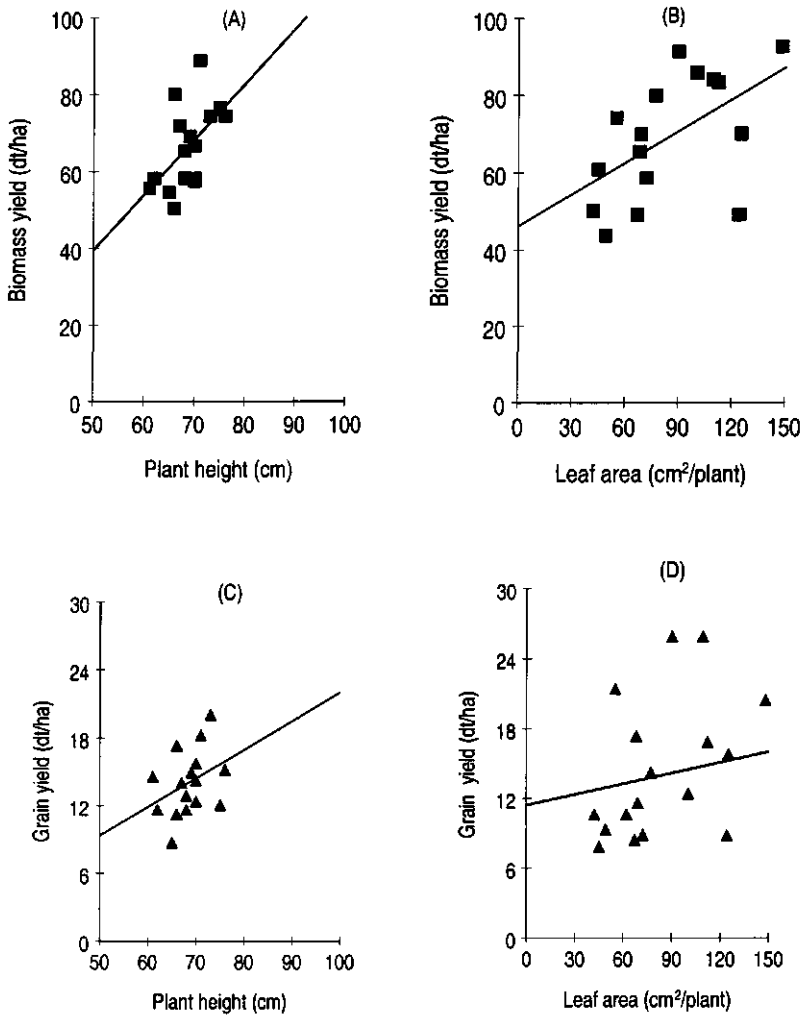 (A)
100
80
60
40
20
0
50 60 70 80 90 100
Biomass yield (dt/ha)
Plant height (cm)
(B)
100
80
60
40
20
0
0 30 60 90 120 150
Biomass yield (dt/ha)
Leaf area (cm²/plant)
(C)
30
24
18
12
6
0
50 60 70 80 90 100
Grain yield (dt/ha)
Plant height (cm)
(D)
30
24
18
12
6
0
0 30 60 90 120 150
Grain yield (dt/ha)
Leaf area (cm²/plant)